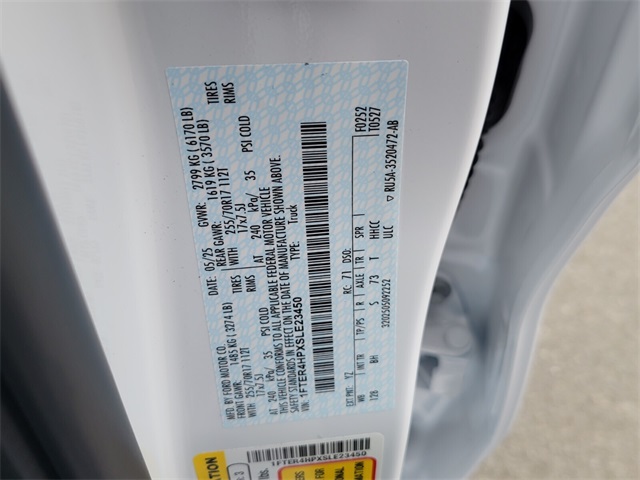 MFD. BY FORD MOTOR CO.
DATE: 05/25 GVWR: 2799 KG ( 6170 LB)
FRONT GAWR: 1485 KG (3274 LB) REAR GAWR: 1619 KG ( 3570 LB)
255/70R17 112T TIRES WITH 255/70R17 112T TIRES
17x7.5J RIMS 17x7.5J RIMS
AT 240 kPa/ 35 PSI COLD AT 240 kPa/ 35 PSI COLD
THIS VEHICLE CONFORMS TO ALL APPLICABLE FEDERAL MOTOR VEHICLE
SAFETY STANDARDS IN EFFECT ON THE DATE OF MANUFACTURE SHOWN ABOVE.
VIN: 1FTER4HPXSLE23450 TYPE: Truck
F0252
T0527
EXT PNT: YZ RC: 71 DSO:
WB INT TR TP/PS R AXLE TR SPR
128 BH S 73 T HHCC
ULC
3202505092252 ▽ RU5A-3520472-AB
1FTER4HPXSLE23450